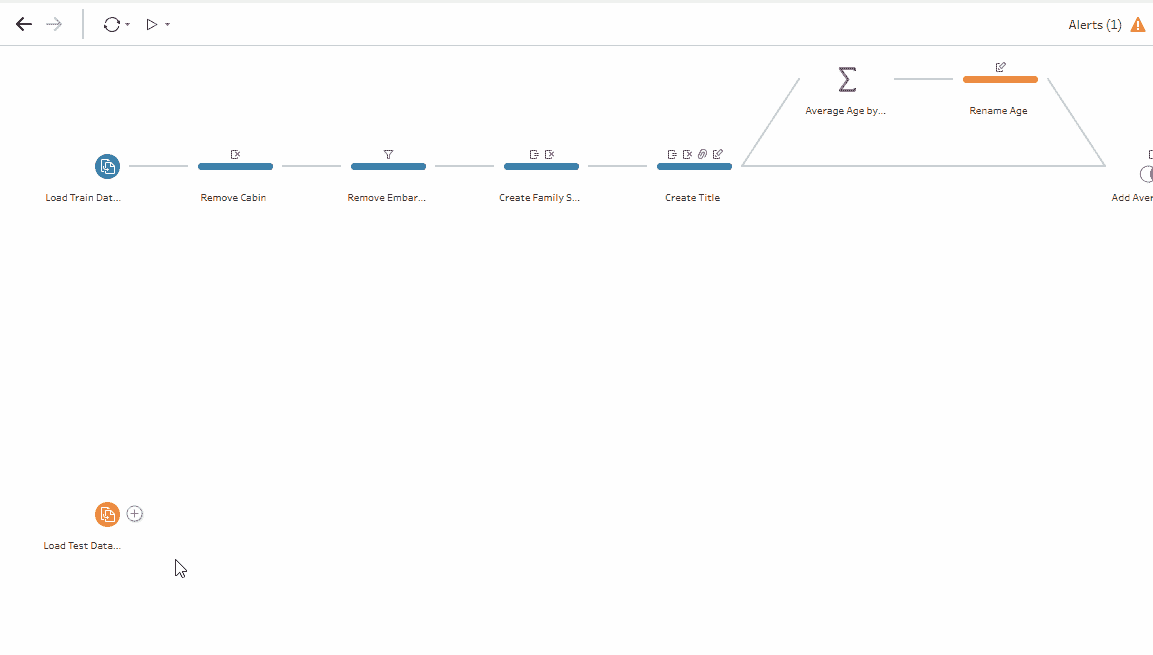 Alerts (1)
Average Age by...
Rename Age
Load Train Dat...
Remove Cabin
Remove Embar...
Create Family S...
Create Title
Add Aver
Load Test Data...